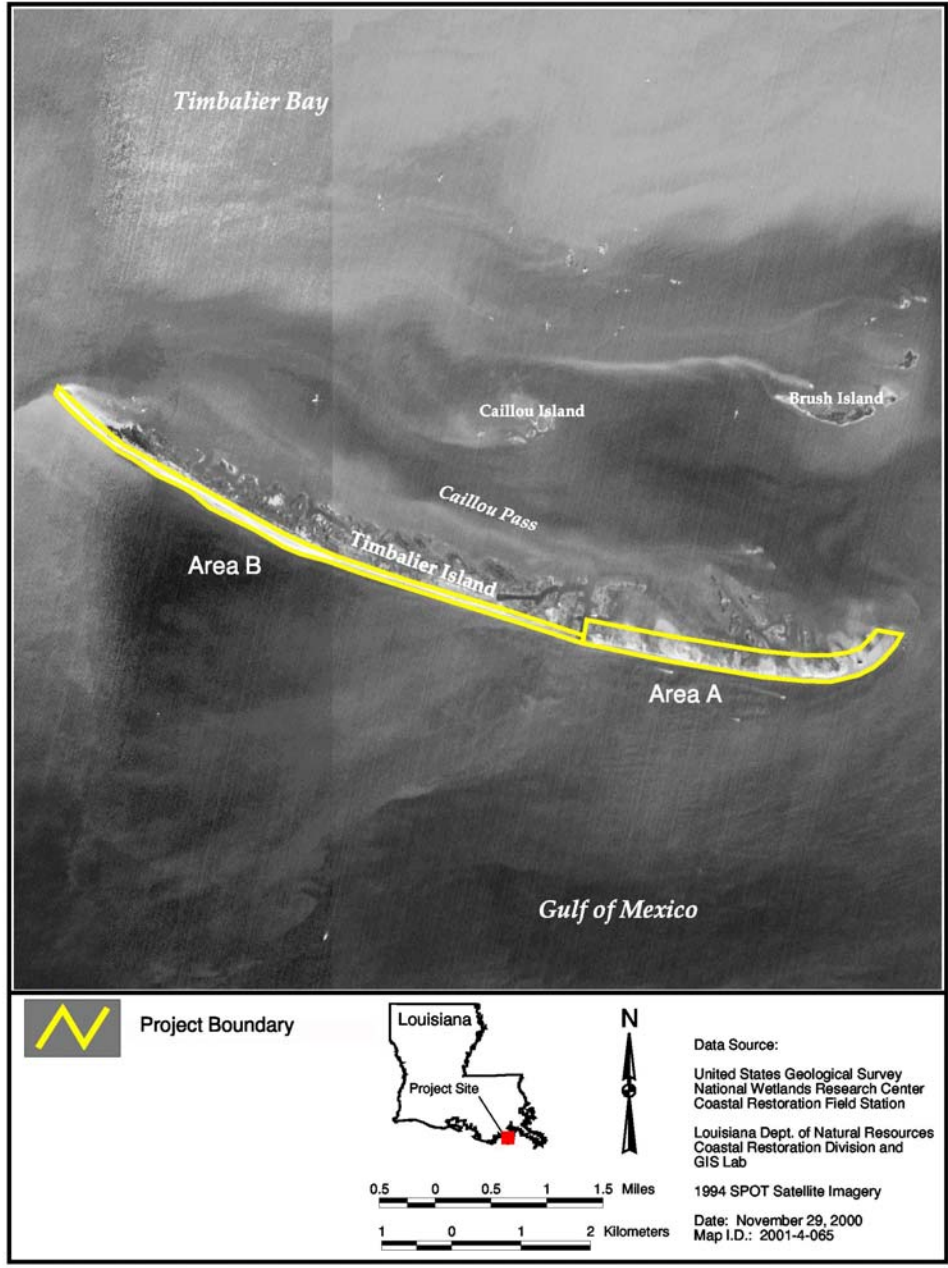 Timbalier Bay
Caillou Island
Brush Island
Caillou Pass
Timbalier Island
Area B
Area A
Gulf of Mexico
Project Boundary
Louisiana
Project Site
N
0.5 0 0.5 1 1.5 Miles
1 0 1 2 Kilometers
Data Source:
United States Geological Survey
National Wetlands Research Center
Coastal Restoration Field Station
Louisiana Dept. of Natural Resources
Coastal Restoration Division and
GIS Lab
1994 SPOT Satellite Imagery
Date: November 29, 2000
Map I.D.: 2001-4-065